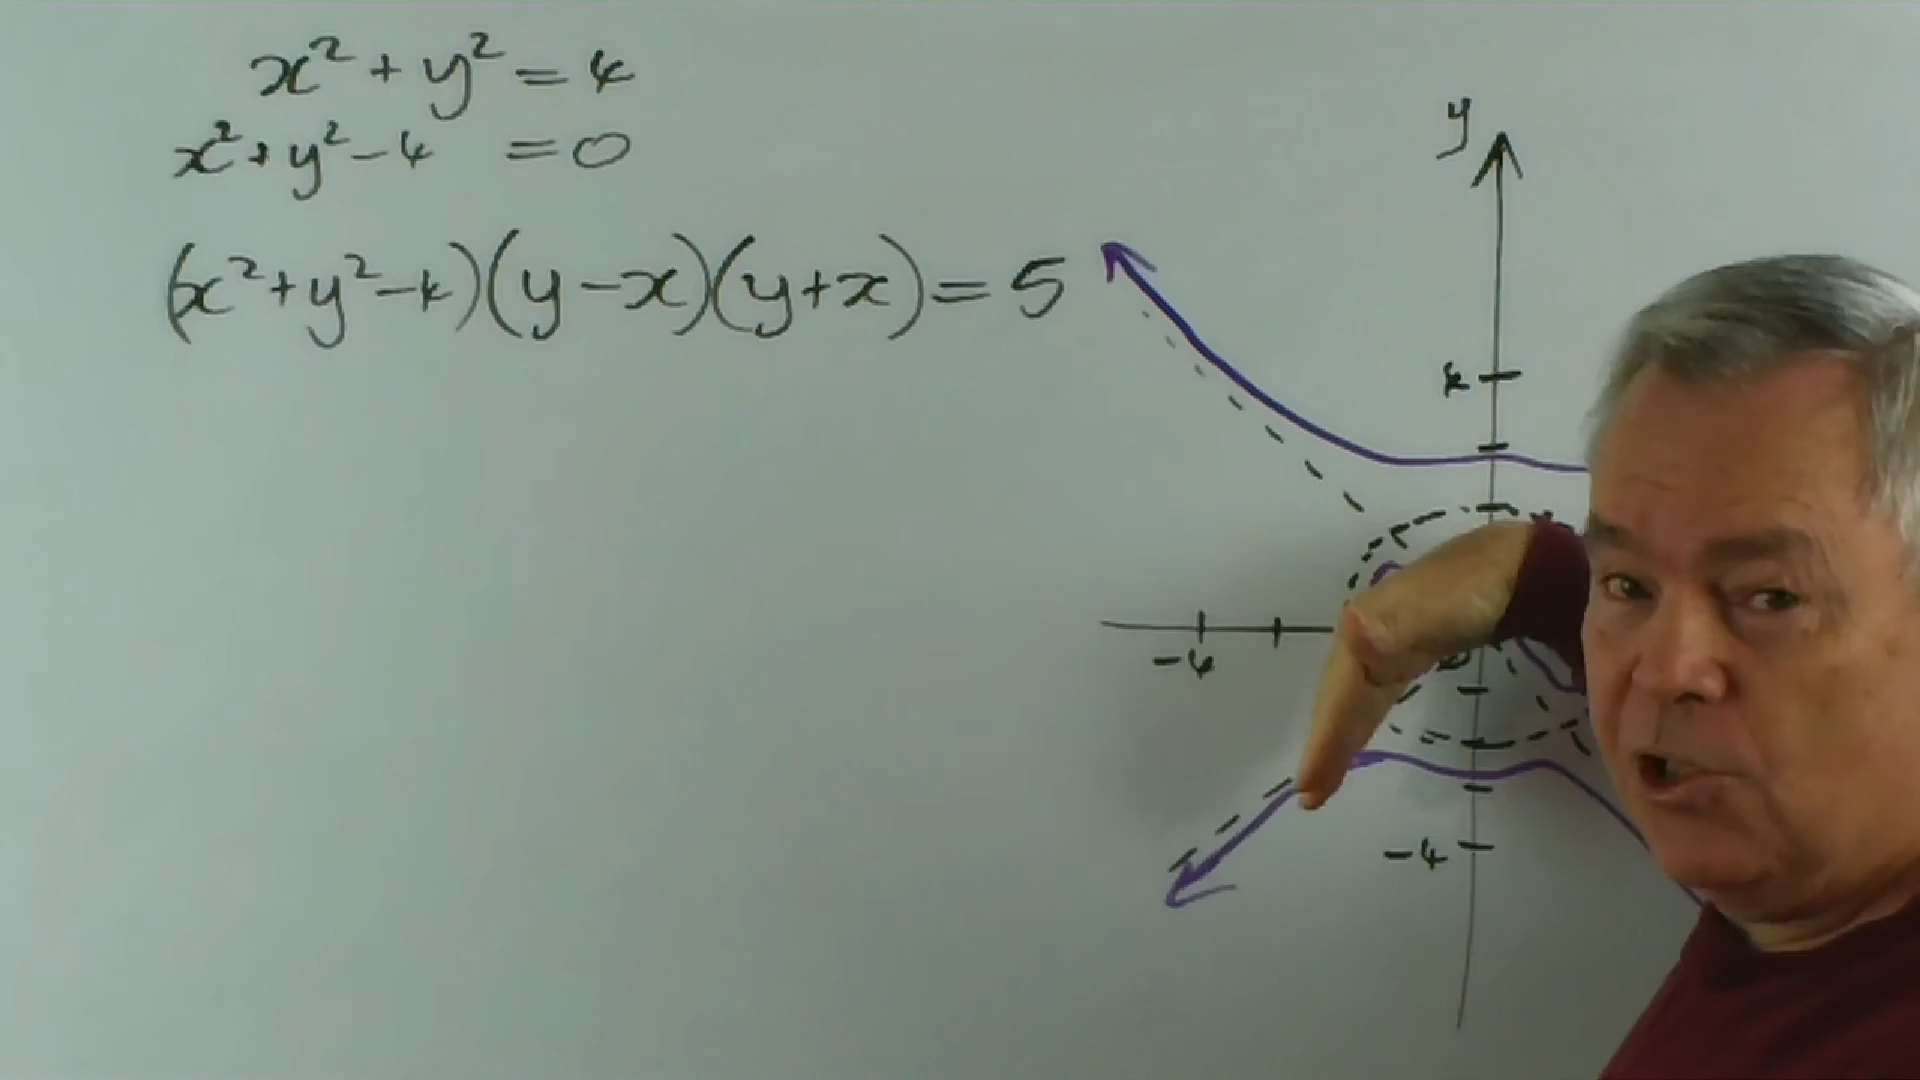 x² + y² = 4
x² + y² - 4 = 0
(x² + y² - 4)(y - x)(y + x) = 5
y
4
-4
-4